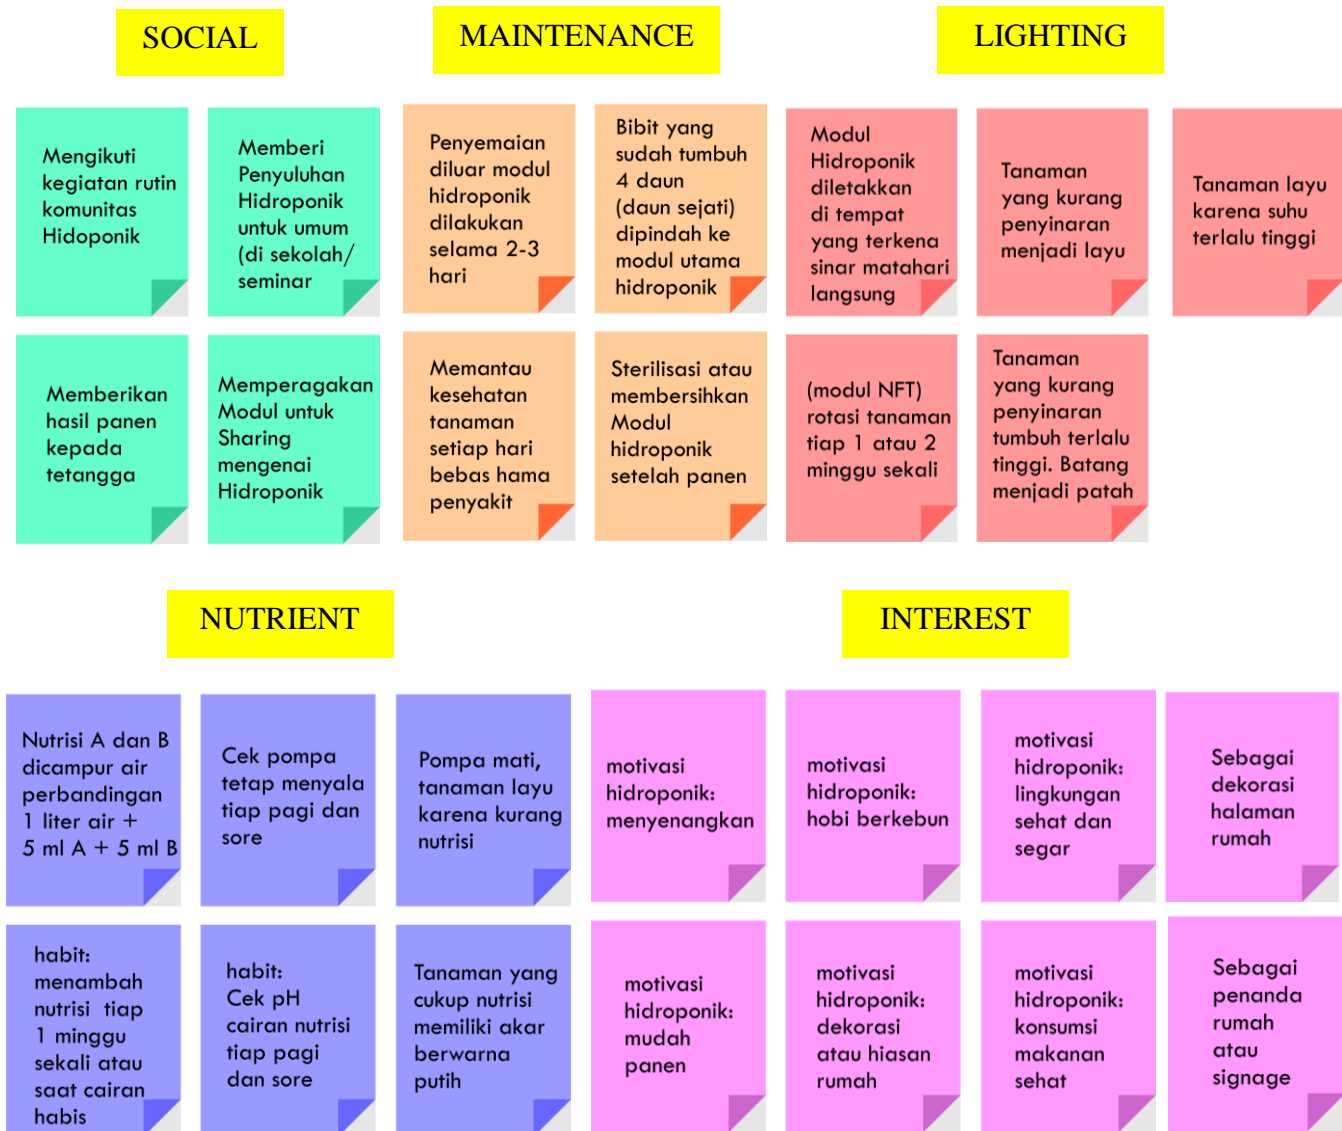 SOCIAL
Mengikuti
kegiatan rutin
komunitas
Hidoponik
Memberi
Penyuluhan
Hidroponik
untuk umum
(di sekolah/
seminar
Memberikan
hasil panen
kepada
tetangga
Memperagakan
Modul untuk
Sharing
mengenai
Hidroponik
MAINTENANCE
Penyemaian
diluar modul
hidroponik
dilakukan
selama 2-3
hari
Bibit yang
sudah tumbuh
4 daun
(daun sejati)
dipindah ke
modul utama
hidroponik
Memantau
kesehatan
tanaman
setiap hari
bebas hama
penyakit
Sterilisasi atau
membersihkan
Modul
hidroponik
setelah panen
LIGHTING
Modul
Hidroponik
diletakkan
di tempat
yang terkena
sinar matahari
langsung
Tanaman
yang kurang
penyinaran
menjadi layu
Tanaman layu
karena suhu
terlalu tinggi
(modul NFT)
rotasi tanaman
tiap 1 atau 2
minggu sekali
Tanaman
yang kurang
penyinaran
tumbuh terlalu
tinggi. Batang
menjadi patah
NUTRIENT
Nutrisi A dan B
dicampur air
perbandingan
1 liter air +
5 ml A + 5 ml B
Cek pompa
tetap menyala
tiap pagi dan
sore
Pompa mati,
tanaman layu
karena kurang
nutrisi
habit:
menambah
nutrisi tiap
1 minggu
sekali atau
saat cairan
habis
habit:
Cek pH
cairan nutrisi
tiap pagi
dan sore
Tanaman yang
cukup nutrisi
memiliki akar
berwarna
putih
INTEREST
motivasi
hidroponik:
menyenangkan
motivasi
hidroponik:
hobi berkebun
motivasi
hidroponik:
lingkungan
sehat dan
segar
Sebagai
dekorasi
halaman
rumah
motivasi
hidroponik:
mudah
panen
motivasi
hidroponik:
dekorasi
atau hiasan
rumah
motivasi
hidroponik:
konsumsi
makanan
sehat
Sebagai
penanda
rumah
atau
signage